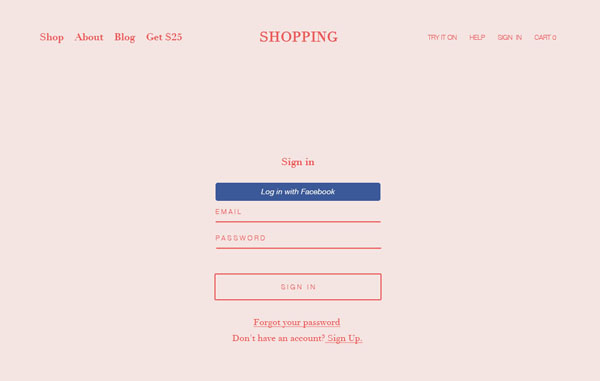 Shop About Blog Get $25 SHOPPING TRY IT ON HELP SIGN IN CART 0
Sign in
Log in with Facebook
EMAIL
PASSWORD
SIGN IN
Forgot your password
Don't have an account? Sign Up.